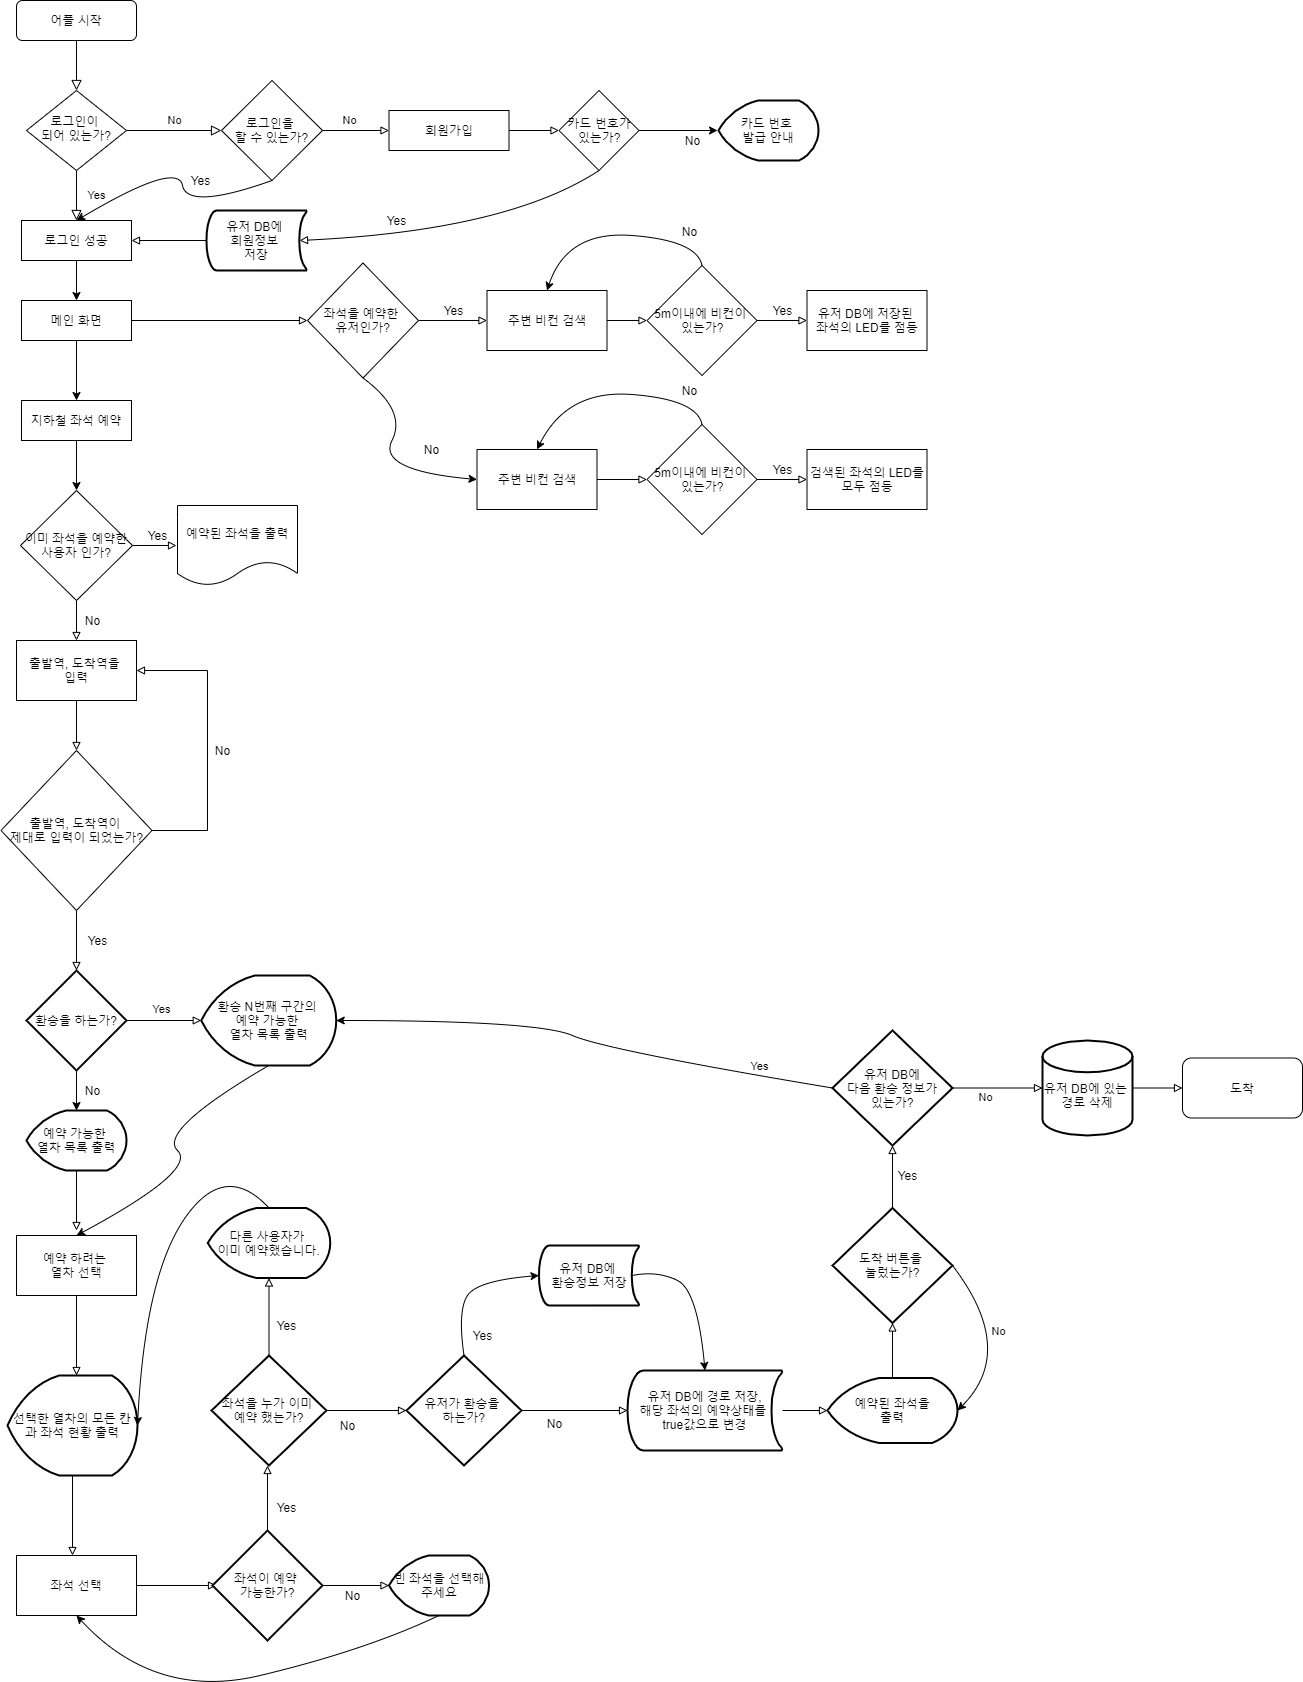 어플 시작
로그인이
되어 있는가?
No
로그인을
할 수 있는가?
No
회원가입
카드 번호가
있는가?
No
카드 번호
발급 안내
Yes
Yes
Yes
로그인 성공
유저 DB에
회원정보
저장
메인 화면
좌석을 예약한
유저인가?
Yes
주변 비컨 검색
No
5m이내에 비컨이
있는가?
Yes
유저 DB에 저장된
좌석의 LED를 점등
No
주변 비컨 검색
No
5m이내에 비컨이
있는가?
Yes
검색된 좌석의 LED를
모두 점등
지하철 좌석 예약
이미 좌석을 예약한
사용자 인가?
Yes
예약된 좌석을 출력
No
출발역, 도착역을
입력
No
출발역, 도착역이
제대로 입력이 되었는가?
Yes
환승을 하는가?
Yes
환승 N번째 구간의
예약 가능한
열차 목록 출력
No
예약 가능한
열차 목록 출력
예약 하려는
열차 선택
선택한 열차의 모든 칸
과 좌석 현황 출력
좌석 선택
좌석이 예약
가능한가?
No
빈 좌석을 선택해
주세요
Yes
좌석을 누가 이미
예약 했는가?
Yes
다른 사용자가
이미 예약했습니다.
No
유저가 환승을
하는가?
Yes
유저 DB에
환승정보 저장
No
유저 DB에 경로 저장,
해당 좌석의 예약상태를
true값으로 변경
예약된 좌석을
출력
도착 버튼을
눌렀는가?
No
Yes
유저 DB에
다음 환승 정보가
있는가?
Yes
No
유저 DB에 있는
경로 삭제
도착